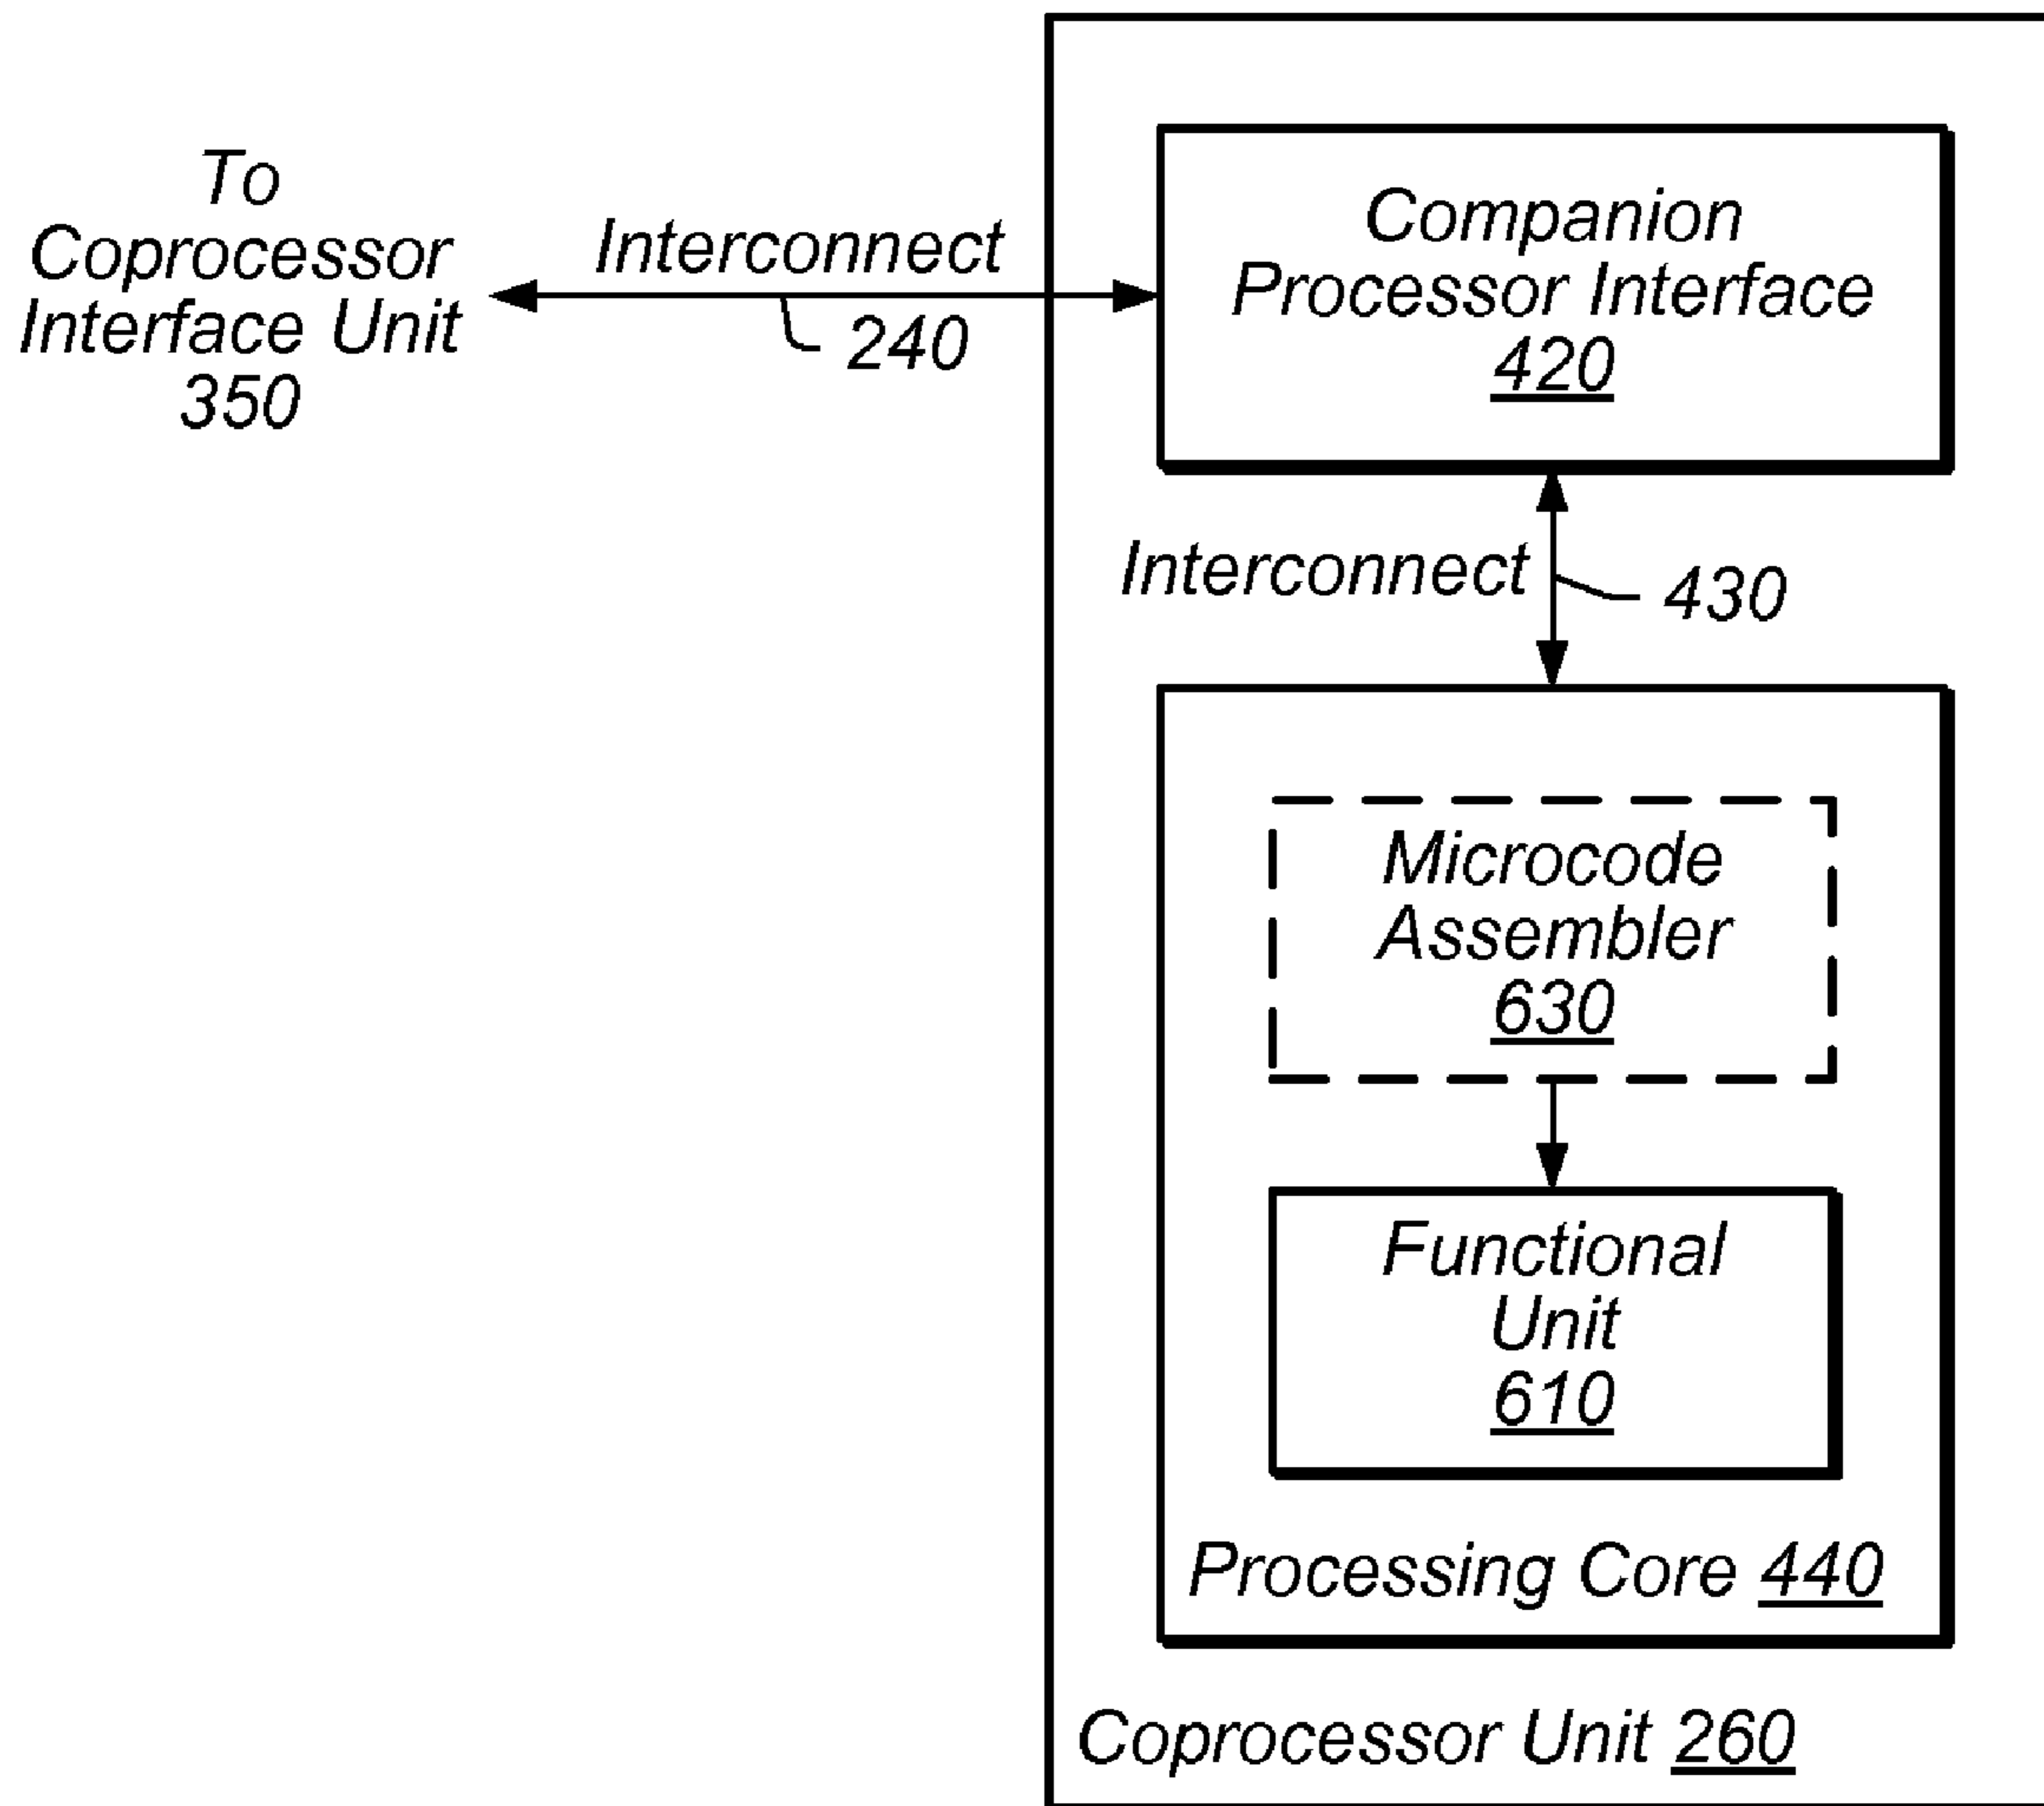 To
Coprocessor
Interface Unit
350
Interconnect
240
Companion
Processor Interface
420
Interconnect
430
Microcode
Assembler
630
Functional
Unit
610
Processing Core 440
Coprocessor Unit 260